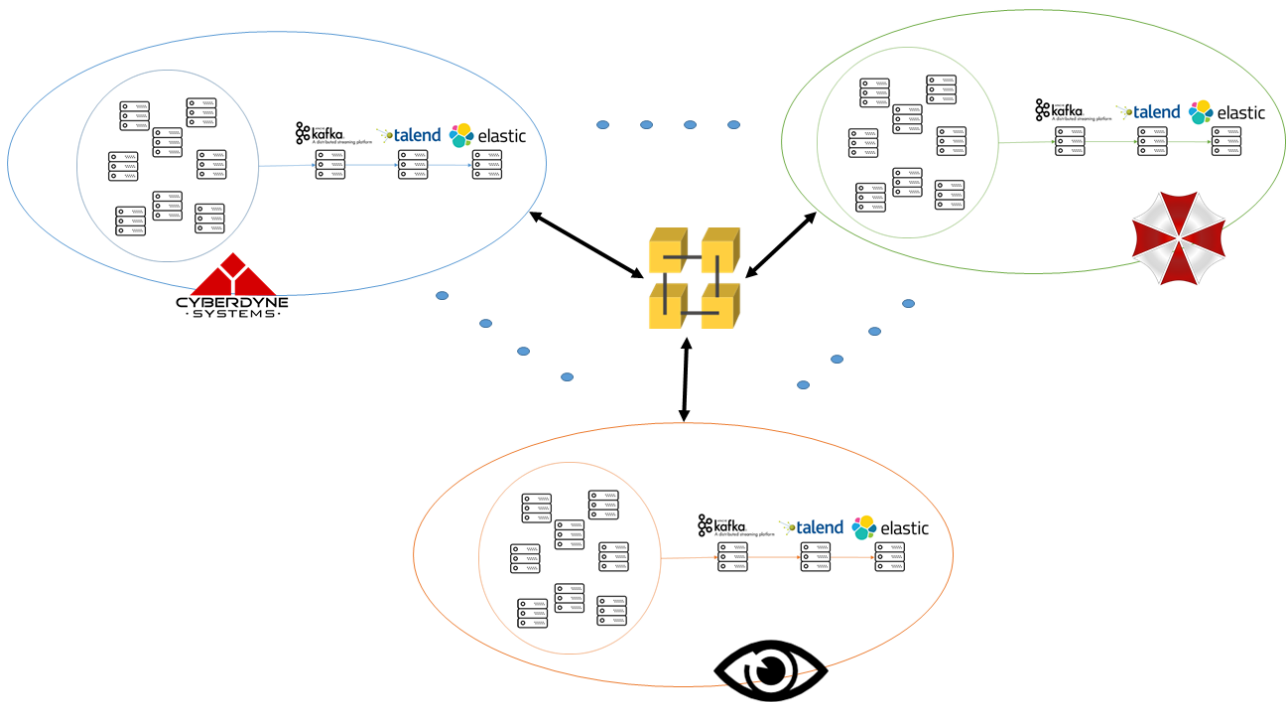 kafka
A distributed streaming platform
talend
elastic
kafka
A distributed streaming platform
talend
elastic
CYBERDYNE
·SYSTEMS·
kafka
A distributed streaming platform
talend
elastic